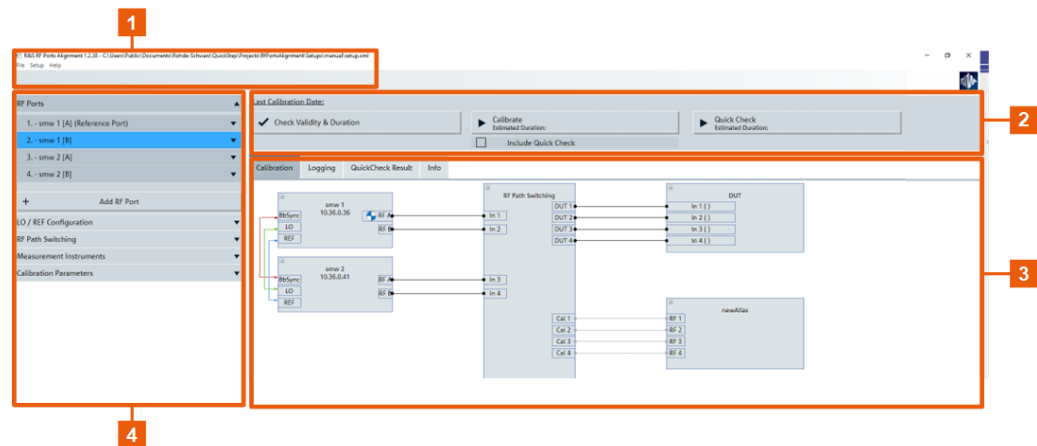 1
R&S RF Ports Alignment 1.2.38 - C:\Users\Public\Documents\Rohde-Schwarz\QuickStep\Projects\RFPortsAlignment\Setups\manual\setup.xml
File Setup Help
RF Ports
1. - smw 1 [A] (Reference Port)
2. - smw 1 [B]
3. - smw 2 [A]
4. - smw 2 [B]
+ Add RF Port
LO / REF Configuration
RF Path Switching
Measurement Instruments
Calibration Parameters
4
Last Calibration Date:
Check Validity & Duration
Calibrate
Estimated Duration:
Include Quick Check
Quick Check
Estimated Duration:
2
Calibration Logging QuickCheck Result Info
smw 1
10.36.0.36
BbSync
LO
REF
RF A
RF B
smw 2
10.36.0.41
BbSync
LO
REF
RF A
RF B
RF Path Switching
In 1
In 2
In 3
In 4
DUT 1
DUT 2
DUT 3
DUT 4
Cal 1
Cal 2
Cal 3
Cal 4
DUT
In 1 ( )
In 2 ( )
In 3 ( )
In 4 ( )
newAlias
RF 1
RF 2
RF 3
RF 4
3